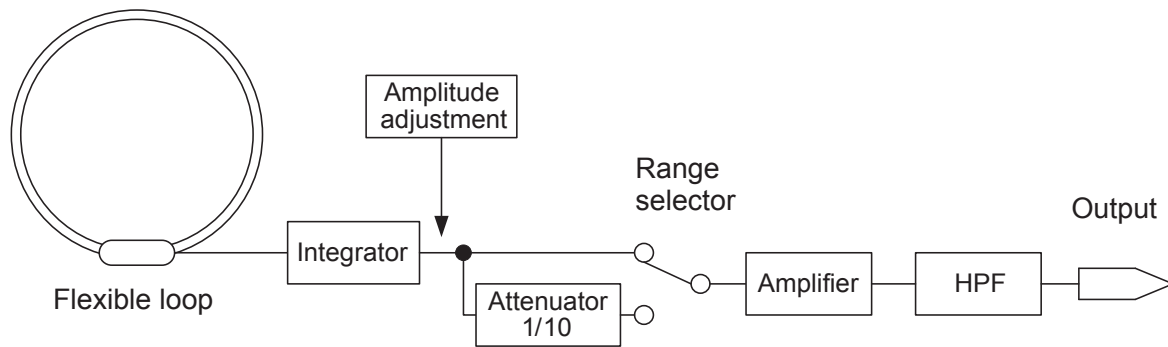 Amplitude
adjustment
Range
selector
Output
Integrator
Amplifier
HPF
Flexible loop
Attenuator
1/10